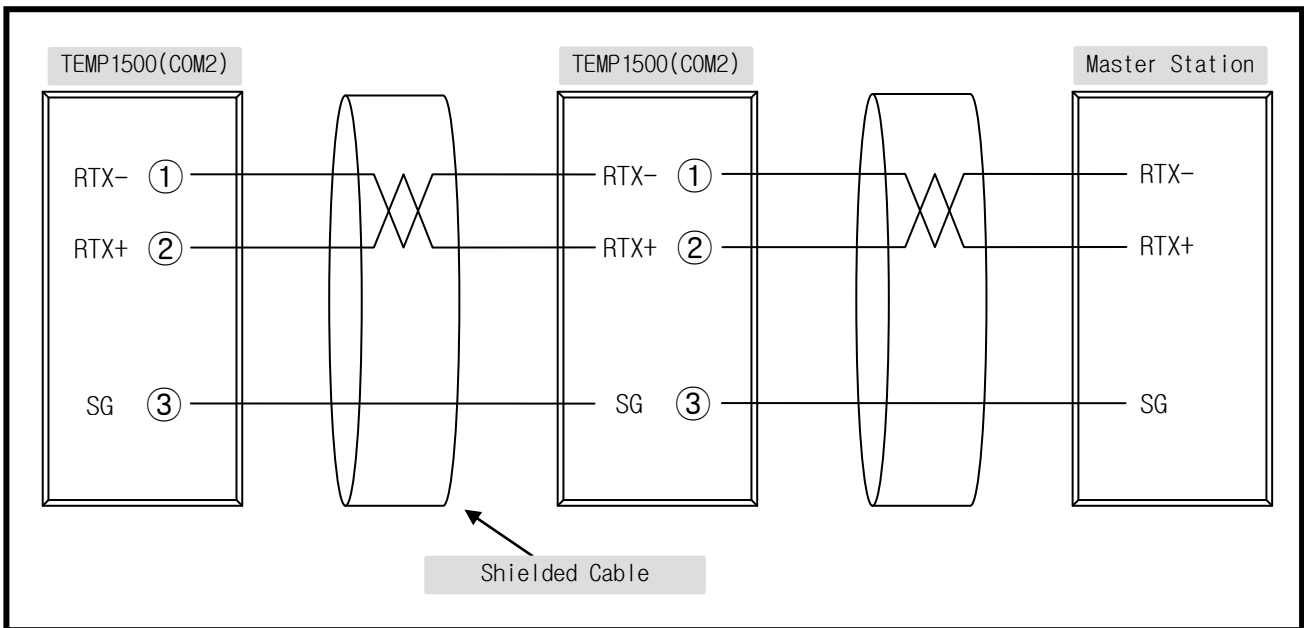 TEMP1500(COM2)
TEMP1500(COM2)
Master Station
RTX- ①
RTX- ①
RTX-
RTX+ ②
RTX+ ②
RTX+
SG ③
SG ③
SG
Shielded Cable